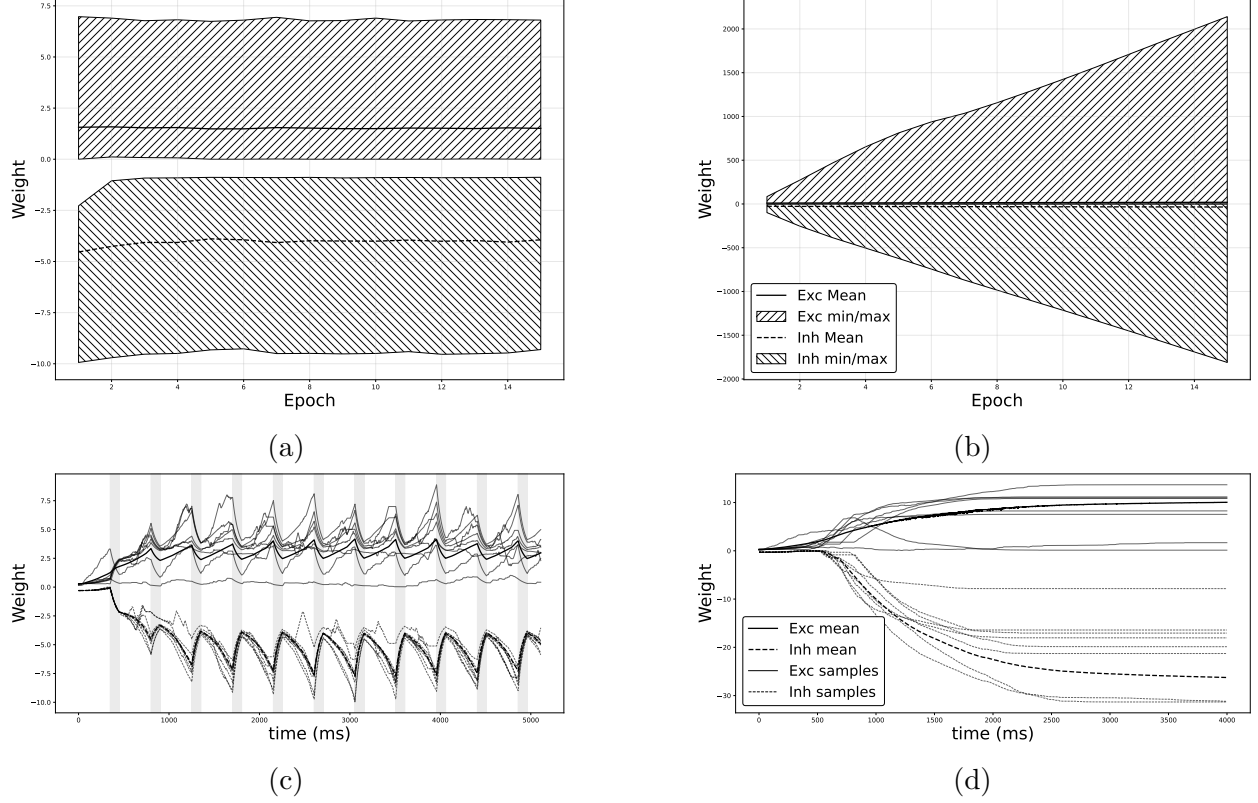 7.5
5.0
2.5
0.0
−2.5
−5.0
−7.5
−10.0
Weight
2 4 6 8 10 12 14
Epoch
(a)
2000
1500
1000
500
0
−500
−1000
−1500
−2000
Weight
Exc Mean
Exc min/max
Inh Mean
Inh min/max
2 4 6 8 10 12 14
Epoch
(b)
7.5
5.0
2.5
0.0
−2.5
−5.0
−7.5
−10.0
Weight
0 1000 2000 3000 4000 5000
time (ms)
(c)
10
0
−10
−20
−30
Weight
Exc mean
Inh mean
Exc samples
Inh samples
0 500 1000 1500 2000 2500 3000 3500 4000
time (ms)
(d)